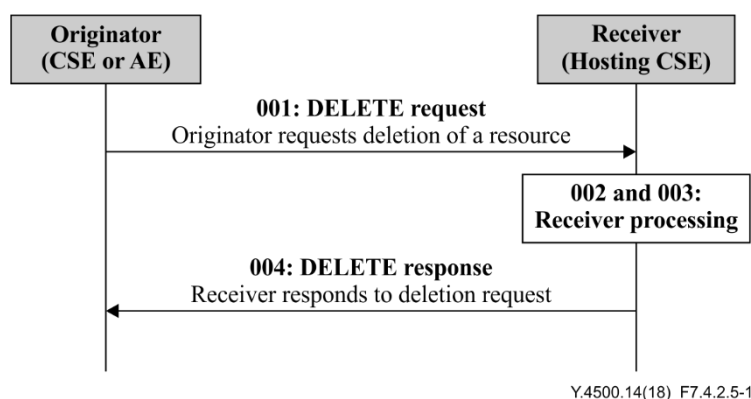 Originator
(CSE or AE)
Receiver
(Hosting CSE)
001: DELETE request
Originator requests deletion of a resource
002 and 003:
Receiver processing
004: DELETE response
Receiver responds to deletion request
Y.4500.14(18)_F7.4.2.5-1